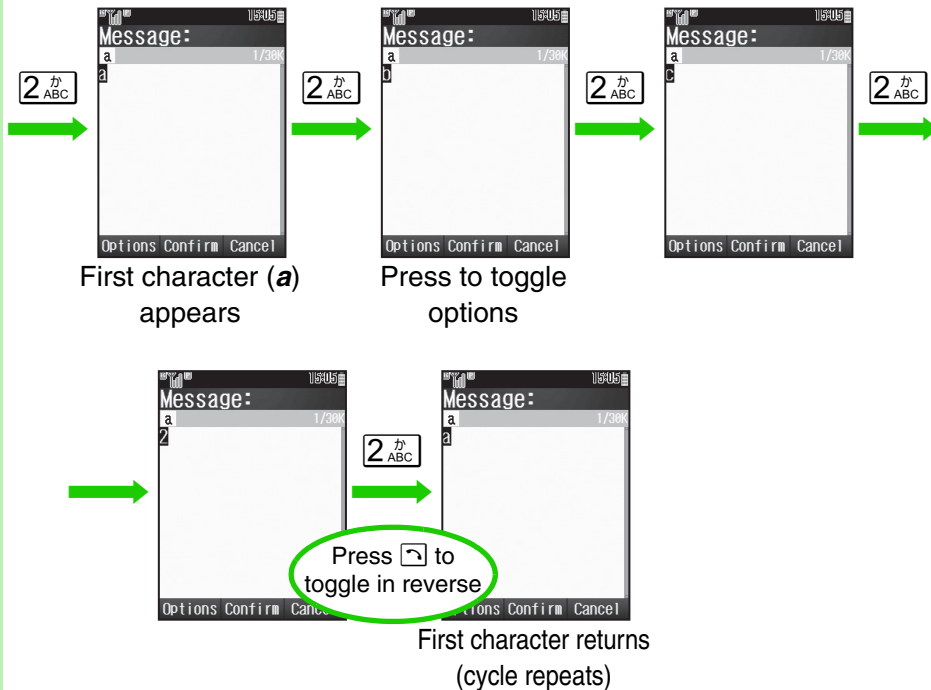 15:05
Message:
a 1/30K
a
Options Confirm Cancel
2 か ABC
First character (a)
appears
2 か ABC
15:05
Message:
a 1/30K
b
Options Confirm Cancel
Press to toggle
options
2 か ABC
15:05
Message:
a 1/30K
c
Options Confirm Cancel
2 か ABC
15:05
Message:
a 1/30K
2
Options Confirm
2 か ABC
Press to
toggle in reverse
15:05
Message:
a 1/30K
a
Confirm Cancel
First character returns
(cycle repeats)